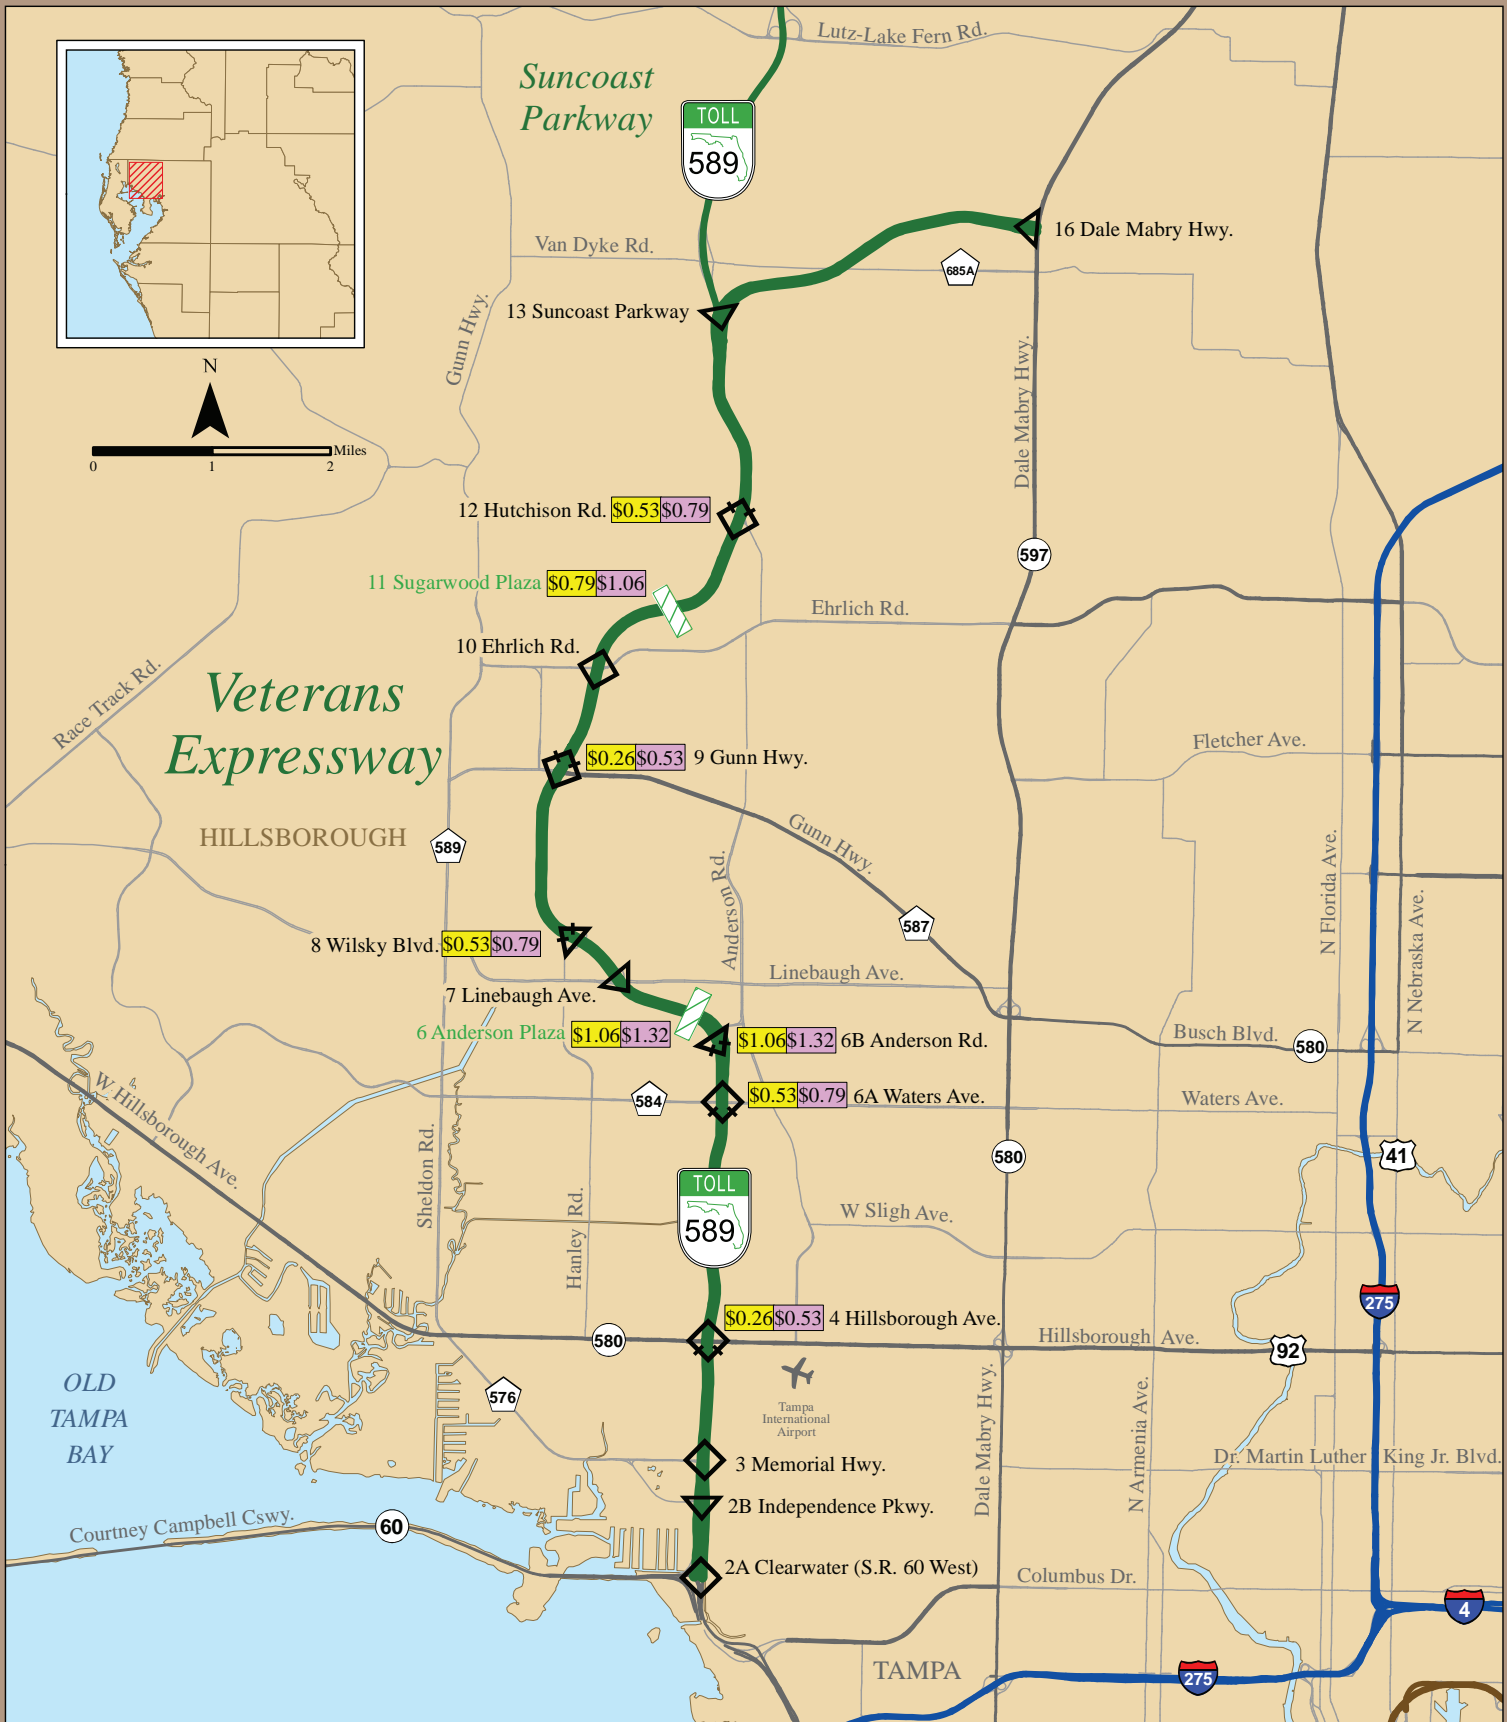 Lutz-Lake Fern Rd.
Suncoast
Parkway
TOLL
589
Van Dyke Rd.
16 Dale Mabry Hwy.
685A
13 Suncoast Parkway
Gunn Hwy.
Dale Mabry Hwy.
N
Miles
0 1 2
12 Hutchison Rd. $0.53 $0.79
597
11 Sugarwood Plaza $0.79 $1.06
Ehrlich Rd.
10 Ehrlich Rd.
Race Track Rd.
Veterans
Expressway
$0.26 $0.53 9 Gunn Hwy.
Fletcher Ave.
HILLSBOROUGH
589
Gunn Hwy.
Anderson Rd.
587
N Florida Ave.
N Nebraska Ave.
8 Wilsky Blvd. $0.53 $0.79
Linebaugh Ave.
7 Linebaugh Ave.
6 Anderson Plaza $1.06 $1.32
$1.06 $1.32 6B Anderson Rd.
Busch Blvd.
580
W Hillsborough Ave.
584
$0.53 $0.79 6A Waters Ave.
Waters Ave.
580
41
Sheldon Rd.
Hanley Rd.
TOLL
589
W Sligh Ave.
275
$0.26 $0.53 4 Hillsborough Ave.
580
Hillsborough Ave.
92
OLD
TAMPA
BAY
576
Tampa
International
Airport
Dale Mabry Hwy.
N Armenia Ave.
Dr. Martin Luther King Jr. Blvd.
3 Memorial Hwy.
2B Independence Pkwy.
Courtney Campbell Cswy.
60
2A Clearwater (S.R. 60 West)
Columbus Dr.
4
TAMPA
275